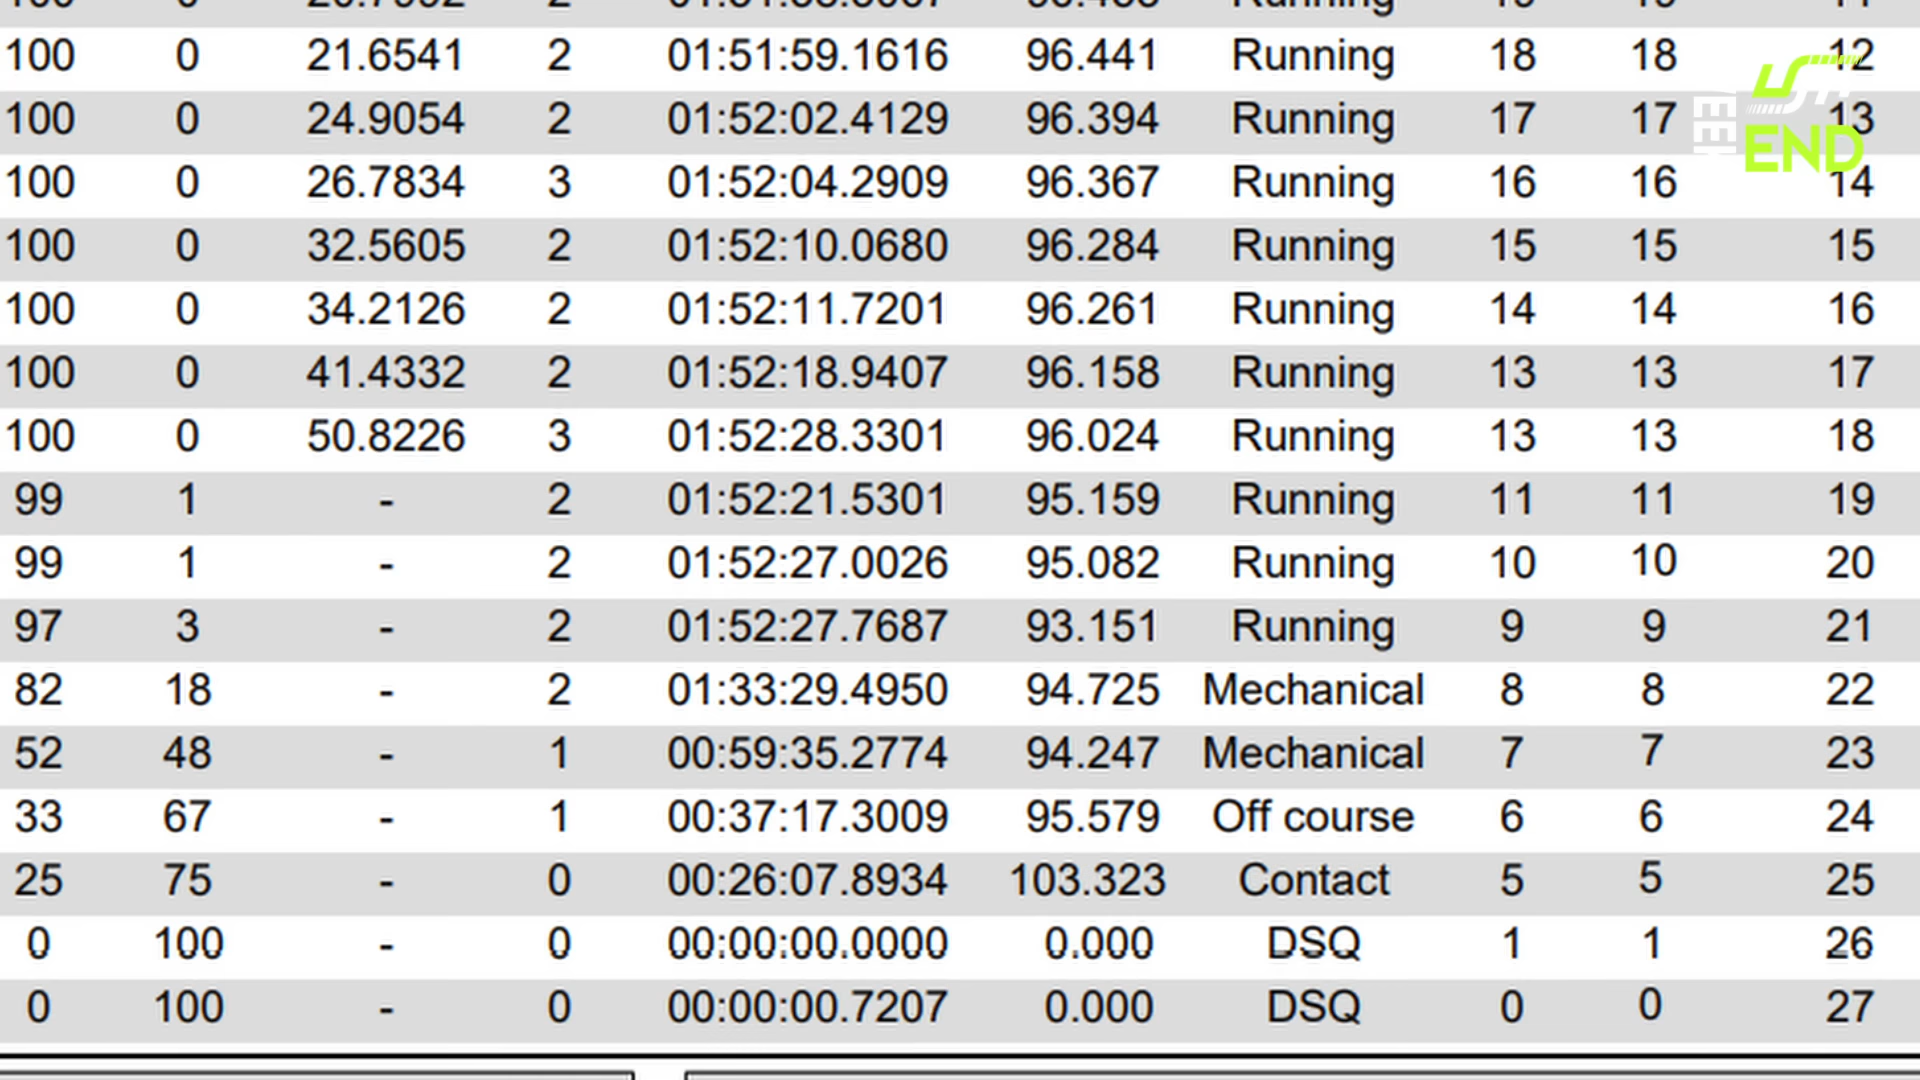 100 0 21.6541 2 01:51:59.1616 96.441 Running 18 18 12
100 0 24.9054 2 01:52:02.4129 96.394 Running 17 17 13
100 0 26.7834 3 01:52:04.2909 96.367 Running 16 16 14
100 0 32.5605 2 01:52:10.0680 96.284 Running 15 15 15
100 0 34.2126 2 01:52:11.7201 96.261 Running 14 14 16
100 0 41.4332 2 01:52:18.9407 96.158 Running 13 13 17
100 0 50.8226 3 01:52:28.3301 96.024 Running 13 13 18
99 1 - 2 01:52:21.5301 95.159 Running 11 11 19
99 1 - 2 01:52:27.0026 95.082 Running 10 10 20
97 3 - 2 01:52:27.7687 93.151 Running 9 9 21
82 18 - 2 01:33:29.4950 94.725 Mechanical 8 8 22
52 48 - 1 00:59:35.2774 94.247 Mechanical 7 7 23
33 67 - 1 00:37:17.3009 95.579 Off course 6 6 24
25 75 - 0 00:26:07.8934 103.323 Contact 5 5 25
0 100 - 0 00:00:00.0000 0.000 DSQ 1 1 26
0 100 - 0 00:00:00.7207 0.000 DSQ 0 0 27
END